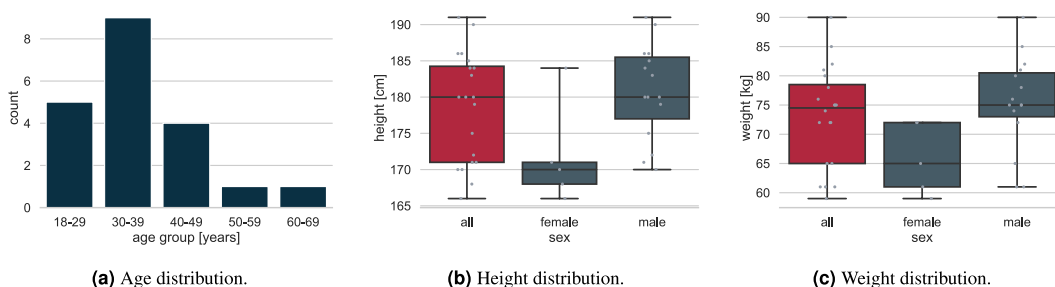 8
6
4
2
0
count
18-29 30-39 40-49 50-59 60-69
age group [years]
(a) Age distribution.
190
185
180
175
170
165
height [cm]
all female male
sex
(b) Height distribution.
90
85
80
75
70
65
60
weight [kg]
all female male
sex
(c) Weight distribution.